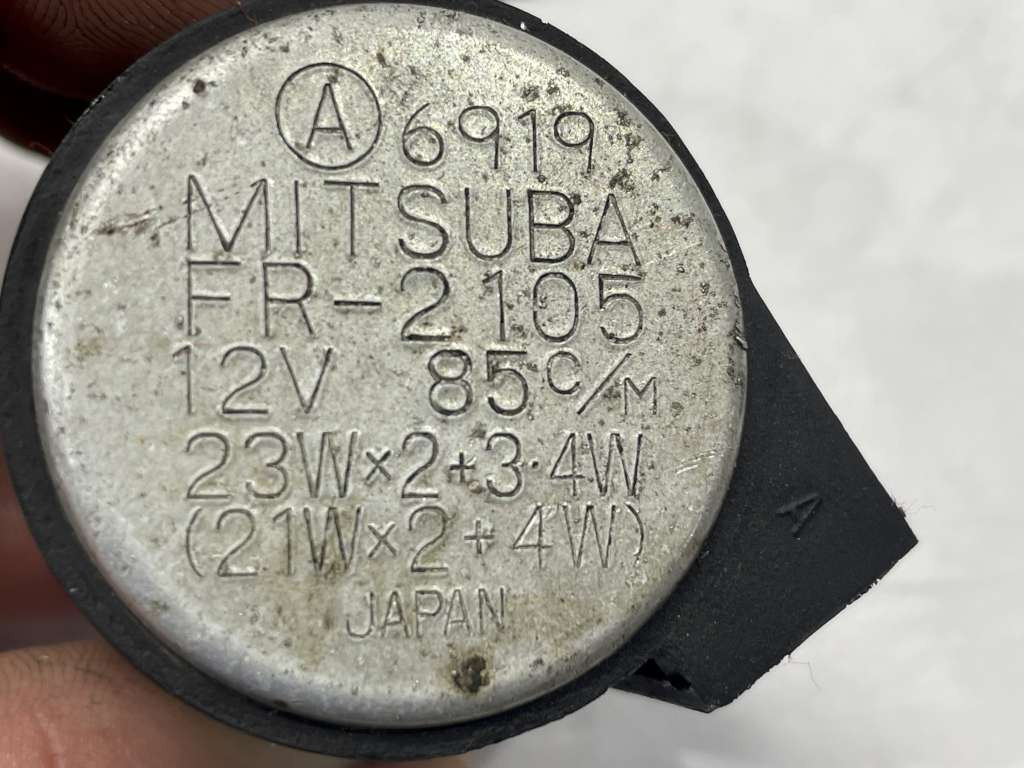 Ⓐ 6919
MITSUBA
FR-2105
12V 85C/M
23W×2+3·4W
(21W×2+4W)
JAPAN
A